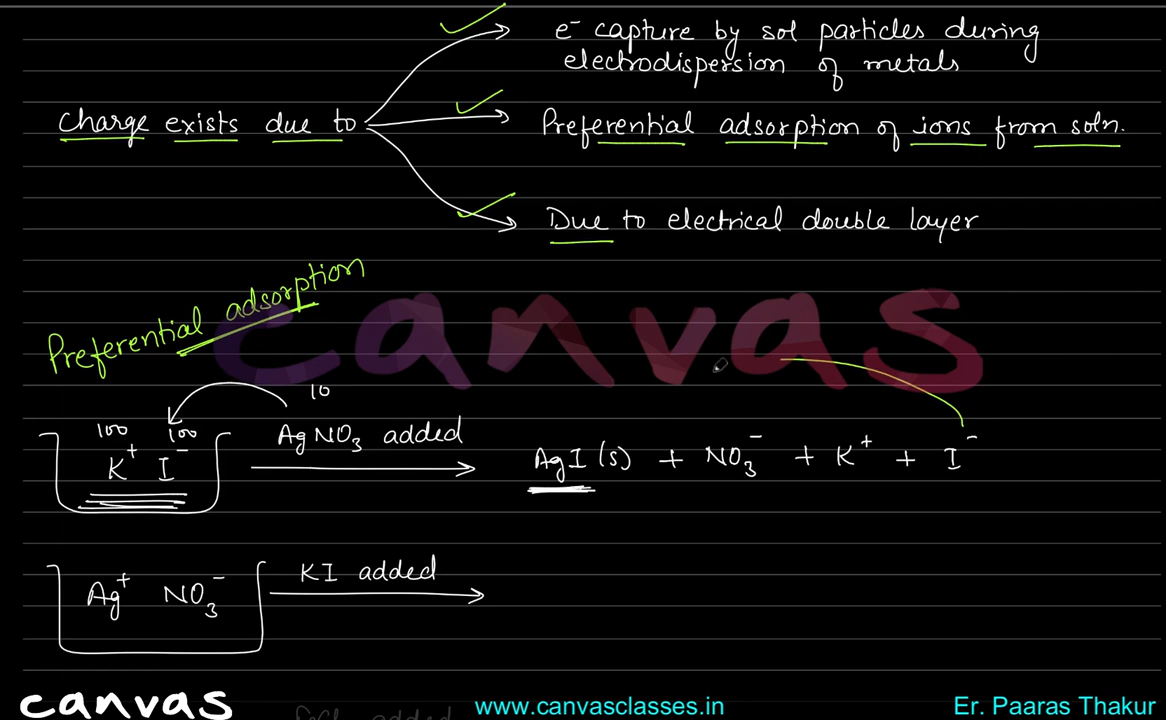 e⁻ capture by sol particles during
electrodispersion of metals
Charge exists due to
Preferential adsorption of ions from soln.
Due to electrical double layer
Preferential adsorption
canvas
10
100 100
K⁺ I⁻
AgNO₃ added
AgI(s) + NO₃⁻ + K⁺ + I⁻
Ag⁺ NO₃⁻
KI added
canvas
www.canvasclasses.in
Er. Paaras Thakur